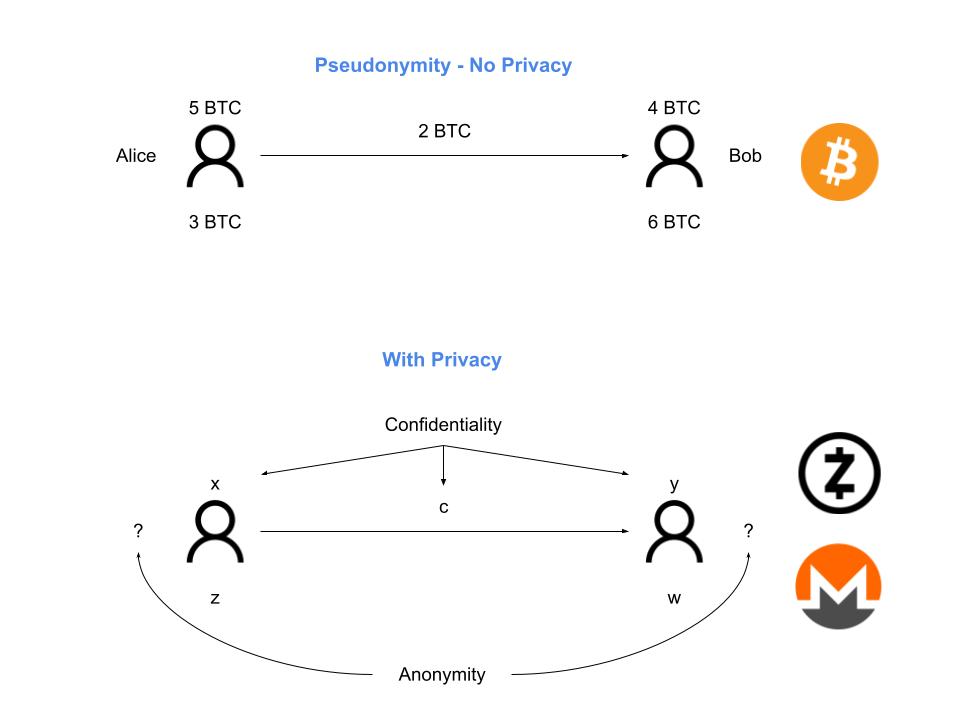 Pseudonymity - No Privacy
5 BTC
4 BTC
2 BTC
Alice
Bob
3 BTC
6 BTC
With Privacy
Confidentiality
x
y
c
?
?
z
w
Anonymity